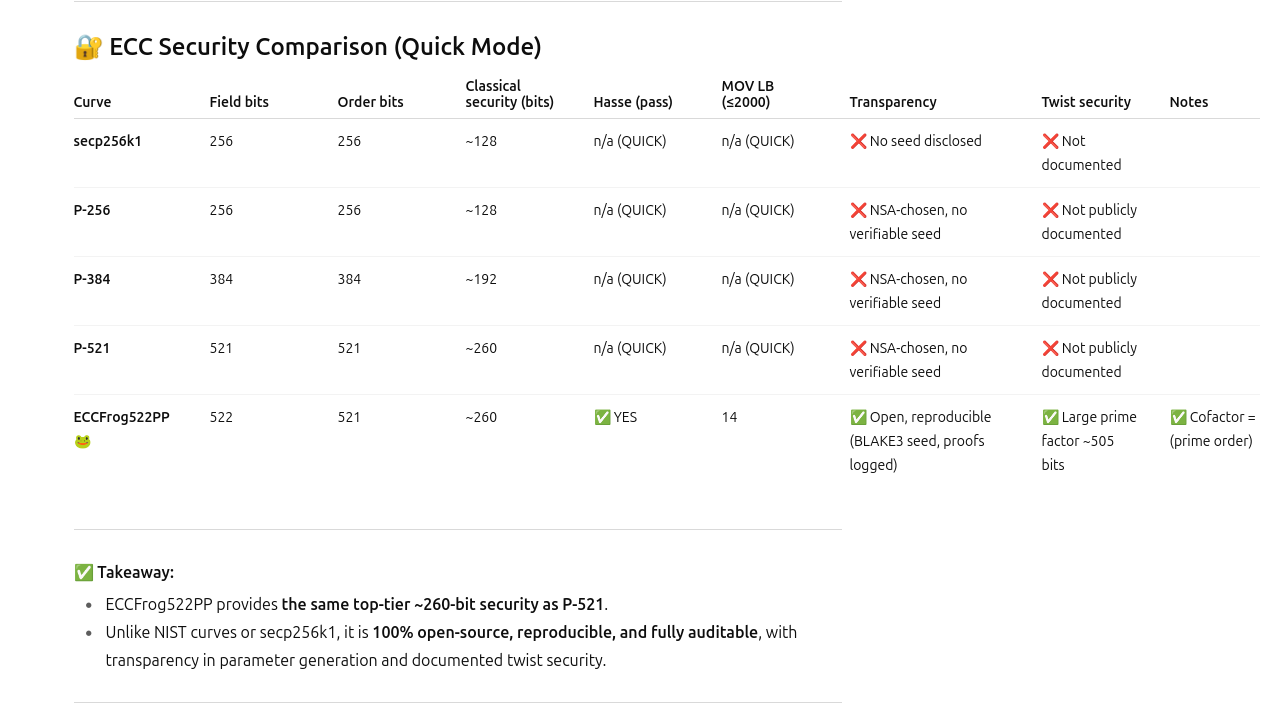 🔐 ECC Security Comparison (Quick Mode)
Curve Field bits Order bits Classical security (bits) Hasse (pass) MOV LB (≤2000) Transparency Twist security Notes
secp256k1 256 256 ~128 n/a (QUICK) n/a (QUICK) ❌ No seed disclosed ❌ Not documented
P-256 256 256 ~128 n/a (QUICK) n/a (QUICK) ❌ NSA-chosen, no verifiable seed ❌ Not publicly documented
P-384 384 384 ~192 n/a (QUICK) n/a (QUICK) ❌ NSA-chosen, no verifiable seed ❌ Not publicly documented
P-521 521 521 ~260 n/a (QUICK) n/a (QUICK) ❌ NSA-chosen, no verifiable seed ❌ Not publicly documented
ECCFrog522PP 🐸 522 521 ~260 ✅ YES 14 ✅ Open, reproducible (BLAKE3 seed, proofs logged) ✅ Large prime factor ~505 bits ✅ Cofactor = (prime order)
✅ Takeaway:
• ECCFrog522PP provides the same top-tier ~260-bit security as P-521.
• Unlike NIST curves or secp256k1, it is 100% open-source, reproducible, and fully auditable, with
transparency in parameter generation and documented twist security.